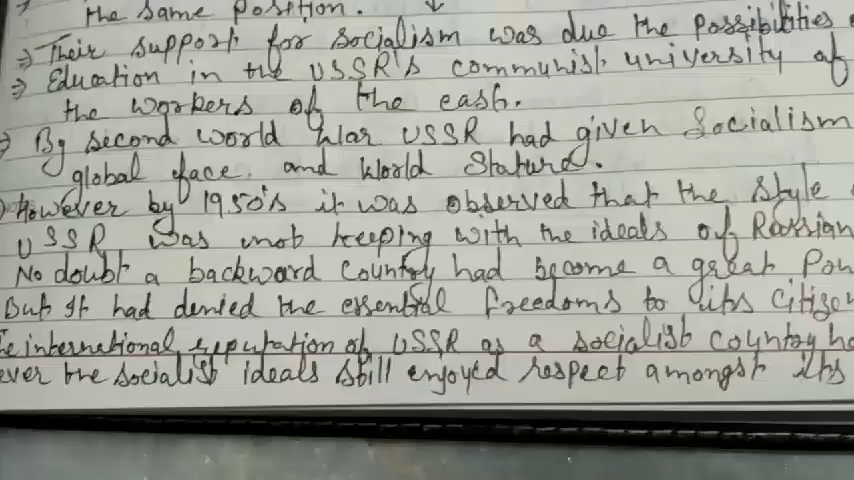 the same position.
⇒ Their support for socialism was due the possibilities
⇒ Eduation in the USSR's communist university of
the workers of the east.
⇒ By second world War USSR had given Socialism
global face. and World Stature.
However by 1950's it was observed that the style
USSR was not keeping with the ideals of Russian
No doubt a backward Country had become a great Pow
But it had denied the essential freedoms to its Citizen
e international reputation of USSR as a socialist country ha
ever the socialist ideals still enjoyed respect amongst its